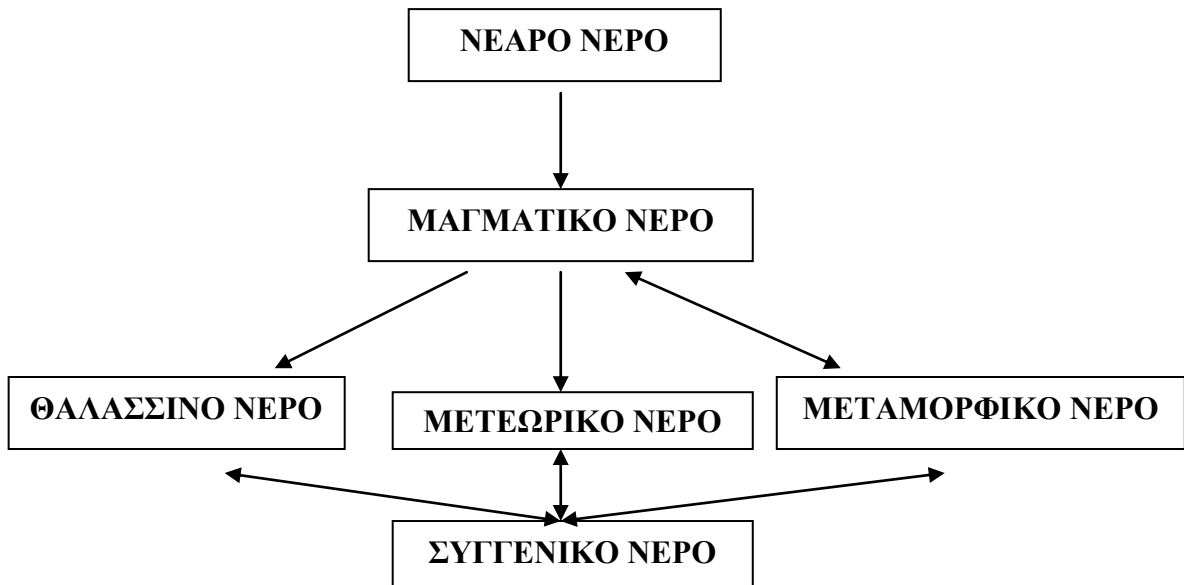 ΝΕΑΡΟ ΝΕΡΟ
ΜΑΓΜΑΤΙΚΟ ΝΕΡΟ
ΘΑΛΑΣΣΙΝΟ ΝΕΡΟ
ΜΕΤΕΩΡΙΚΟ ΝΕΡΟ
ΜΕΤΑΜΟΡΦΙΚΟ ΝΕΡΟ
ΣΥΓΓΕΝΙΚΟ ΝΕΡΟ